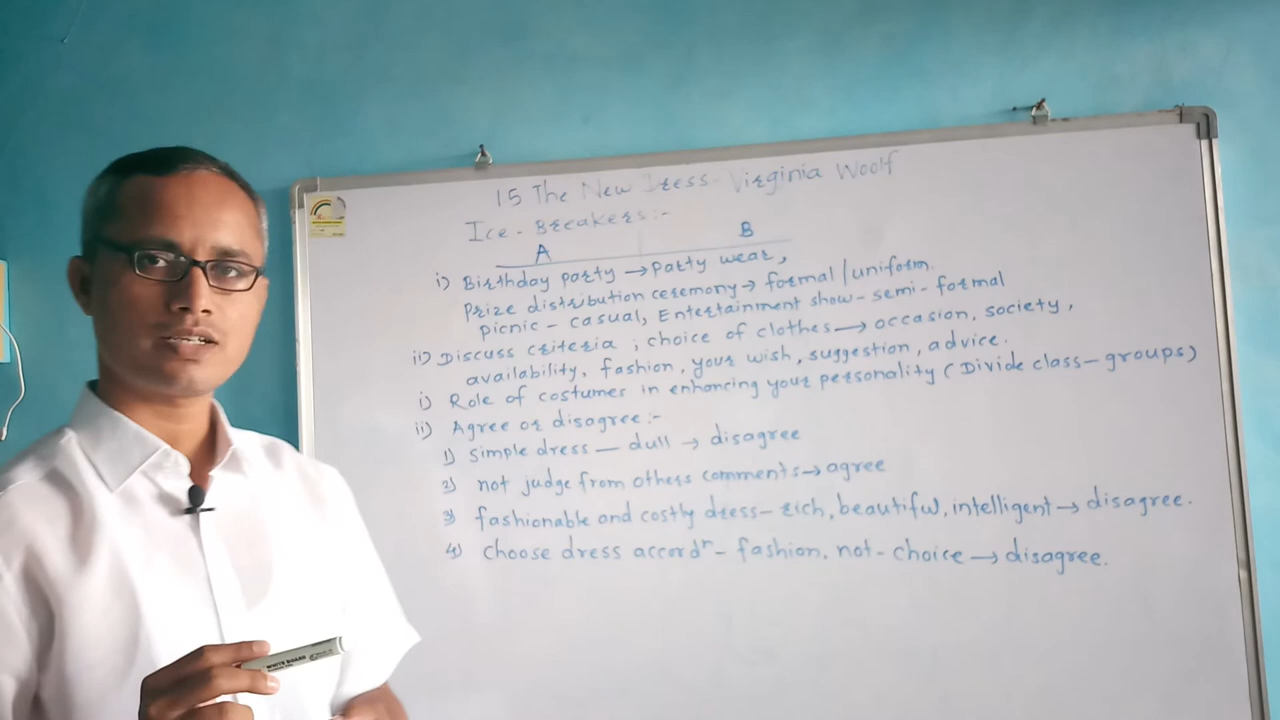 15 The New Dress - Virginia Woolf
Ice - Breakers:-
A B
i) Birthday party → party wear,
Prize distribution ceremony → formal / uniform.
picnic - casual, Entertainment show - semi - formal
ii) Discuss criteria ; choice of clothes → occasion, society,
availability, fashion, your wish, suggestion, advice.
i) Role of costumes in enhancing your personality (Divide class - groups)
ii) Agree or disagree :-
1) simple dress — dull → disagree
2) not judge from others comments → agree
3) fashionable and costly dress - rich, beautiful, intelligent → disagree.
4) choose dress accordⁿ - fashion, not - choice → disagree.
WHITE BOARD